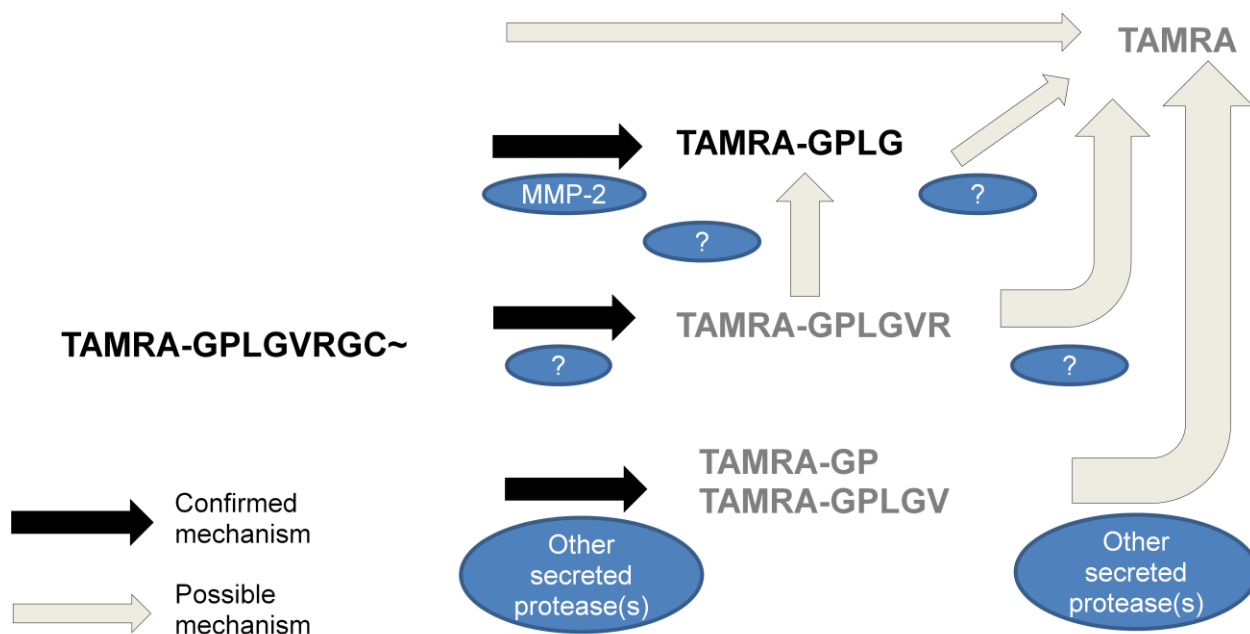 TAMRA
TAMRA-GPLG
MMP-2
?
?
TAMRA-GPLGVR
TAMRA-GPLGVRGC~
?
?
TAMRA-GP
TAMRA-GPLGV
Confirmed
mechanism
Other
secreted
protease(s)
Other
secreted
protease(s)
Possible
mechanism